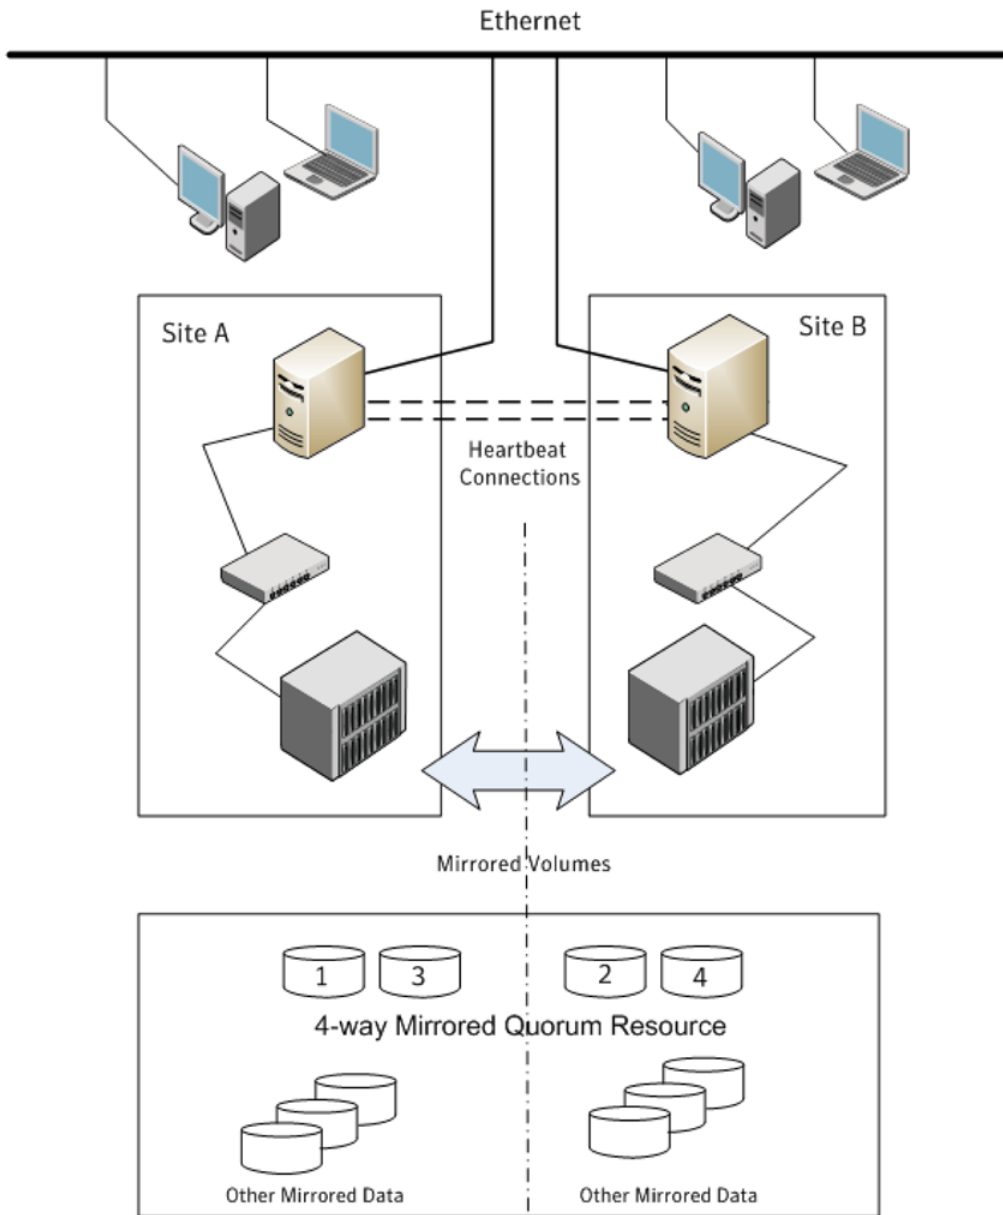 Ethernet
Site A
Site B
Heartbeat
Connections
Mirrored Volumes
1
3
2
4
4-way Mirrored Quorum Resource
Other Mirrored Data
Other Mirrored Data